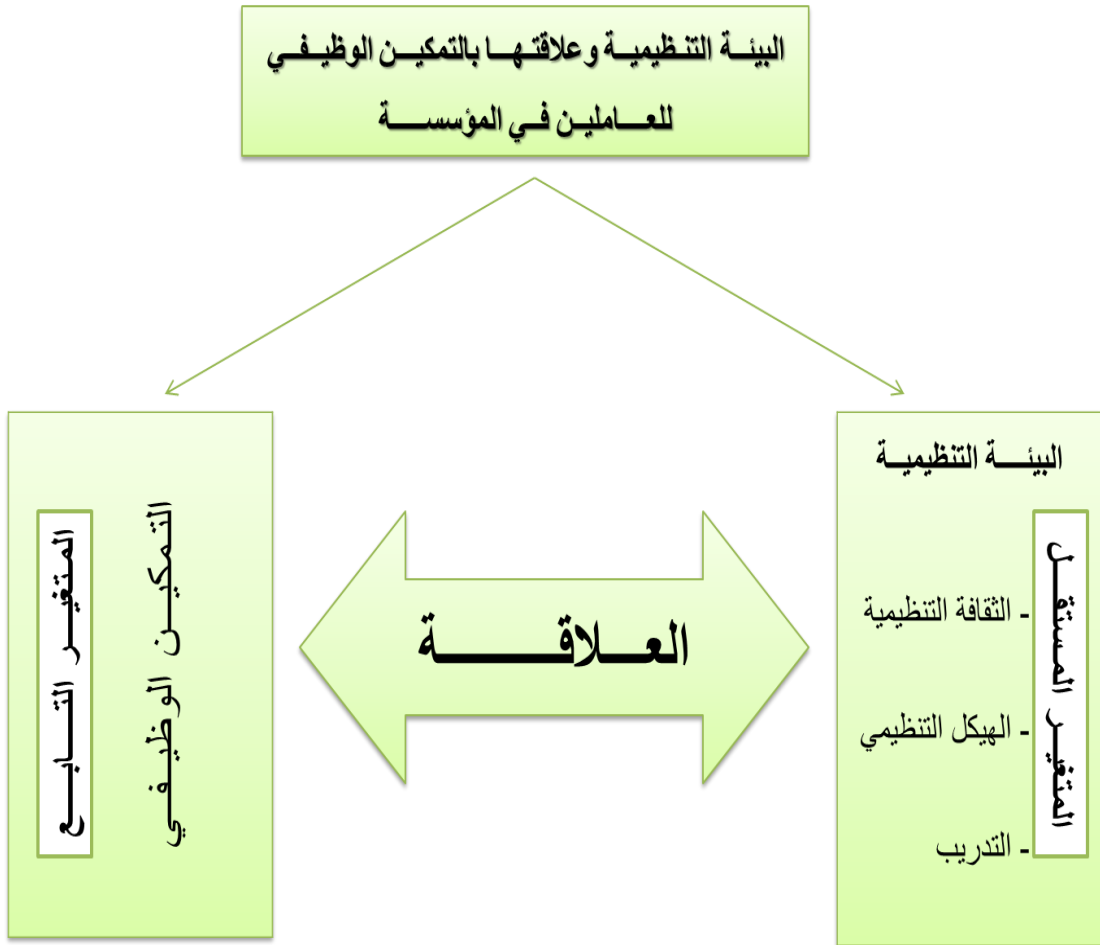 البيئة التنظيمية وعلاقتها بالتمكين الوظيفي
للعاملين في المؤسسة
البيئة التنظيمية
المتغير المستقل
- الثقافة التنظيمية
- الهيكل التنظيمي
- التدريب
العلاقة
التمكين الوظيفي
المتغير التابع